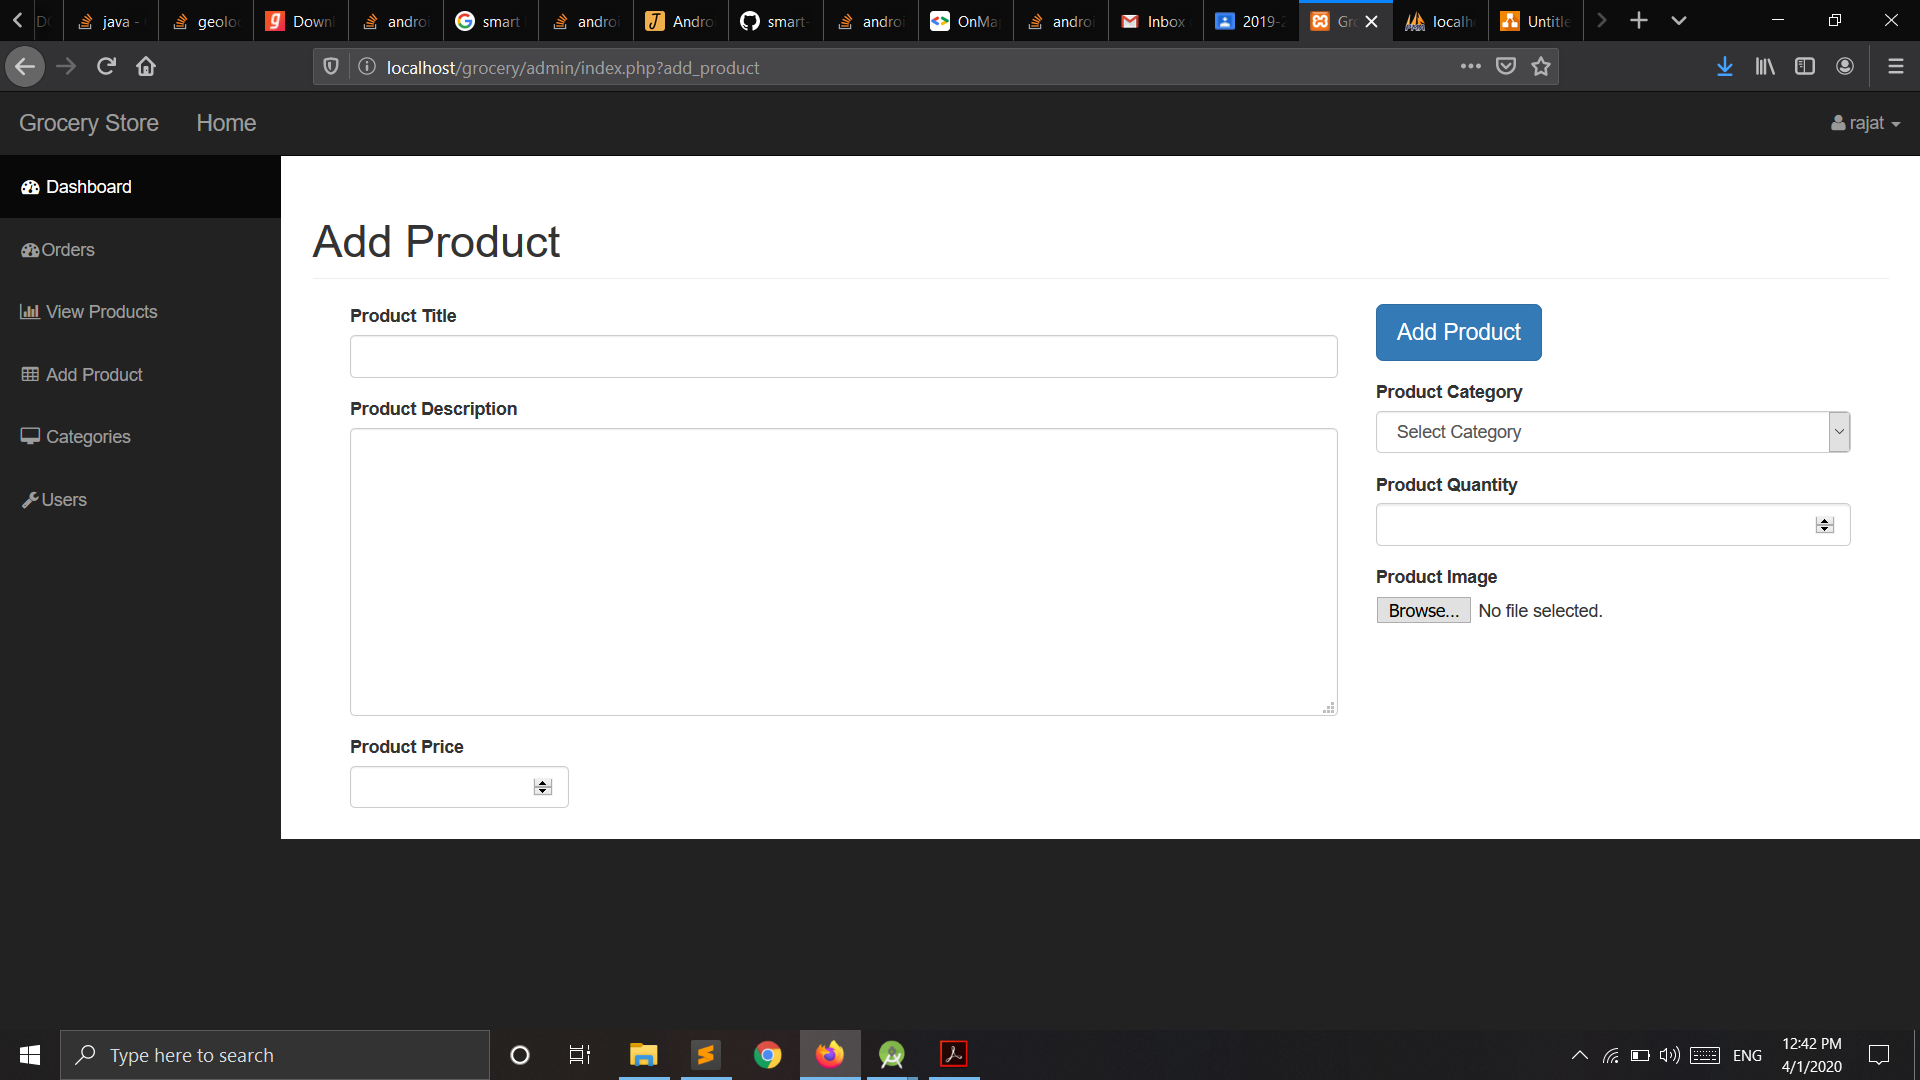 java -
geoloc
Downl
androi
smart
androi
Andro
smart-
androi
OnMa
androi
Inbox
2019-2
Gr
localh
Untitle
localhost/grocery/admin/index.php?add_product
Grocery Store
Home
rajat
Dashboard
Orders
View Products
Add Product
Categories
Users
Add Product
Product Title
Product Description
Product Price
Add Product
Product Category
Select Category
Product Quantity
Product Image
Browse...
No file selected.
Type here to search
ENG
12:42 PM
4/1/2020